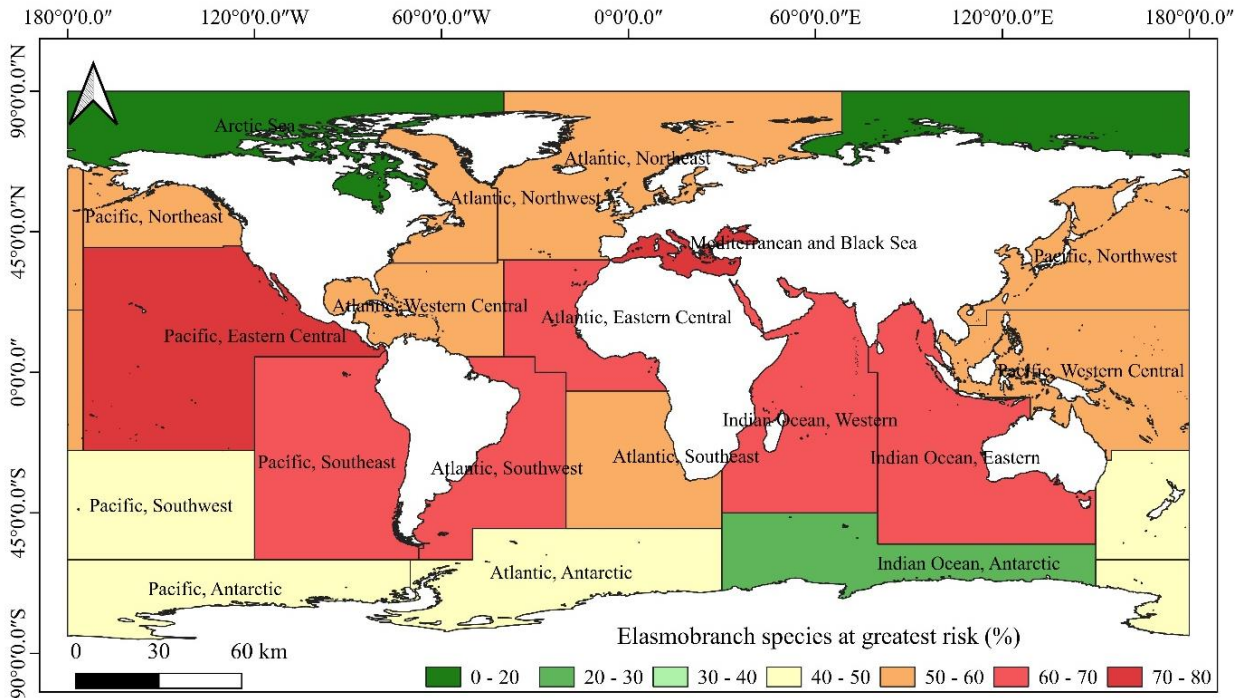 180°0'0.0" 120°0'0.0"W 60°0'0.0"W 0°0'0.0" 60°0'0.0"E 120°0'0.0"E 180°0'0.0"
90°0'0.0"N
Arctic Sea
Atlantic, Northeast
Atlantic, Northwest
Pacific, Northeast
45°0'0.0"N
Mediterranean and Black Sea
Pacific, Northwest
Atlantic, Western Central
Atlantic, Eastern Central
Pacific, Eastern Central
0°0'0.0"N
Pacific, Western Central
Indian Ocean, Western
Pacific, Southeast
Atlantic, Southwest
Atlantic, Southeast
Indian Ocean, Eastern
Pacific, Southwest
45°0'0.0"S
Atlantic, Antarctic
Indian Ocean, Antarctic
Pacific, Antarctic
Elasmobranch species at greatest risk (%)
0 30 60 km
0 - 20 20 - 30 30 - 40 40 - 50 50 - 60 60 - 70 70 - 80
90°0'0.0"S